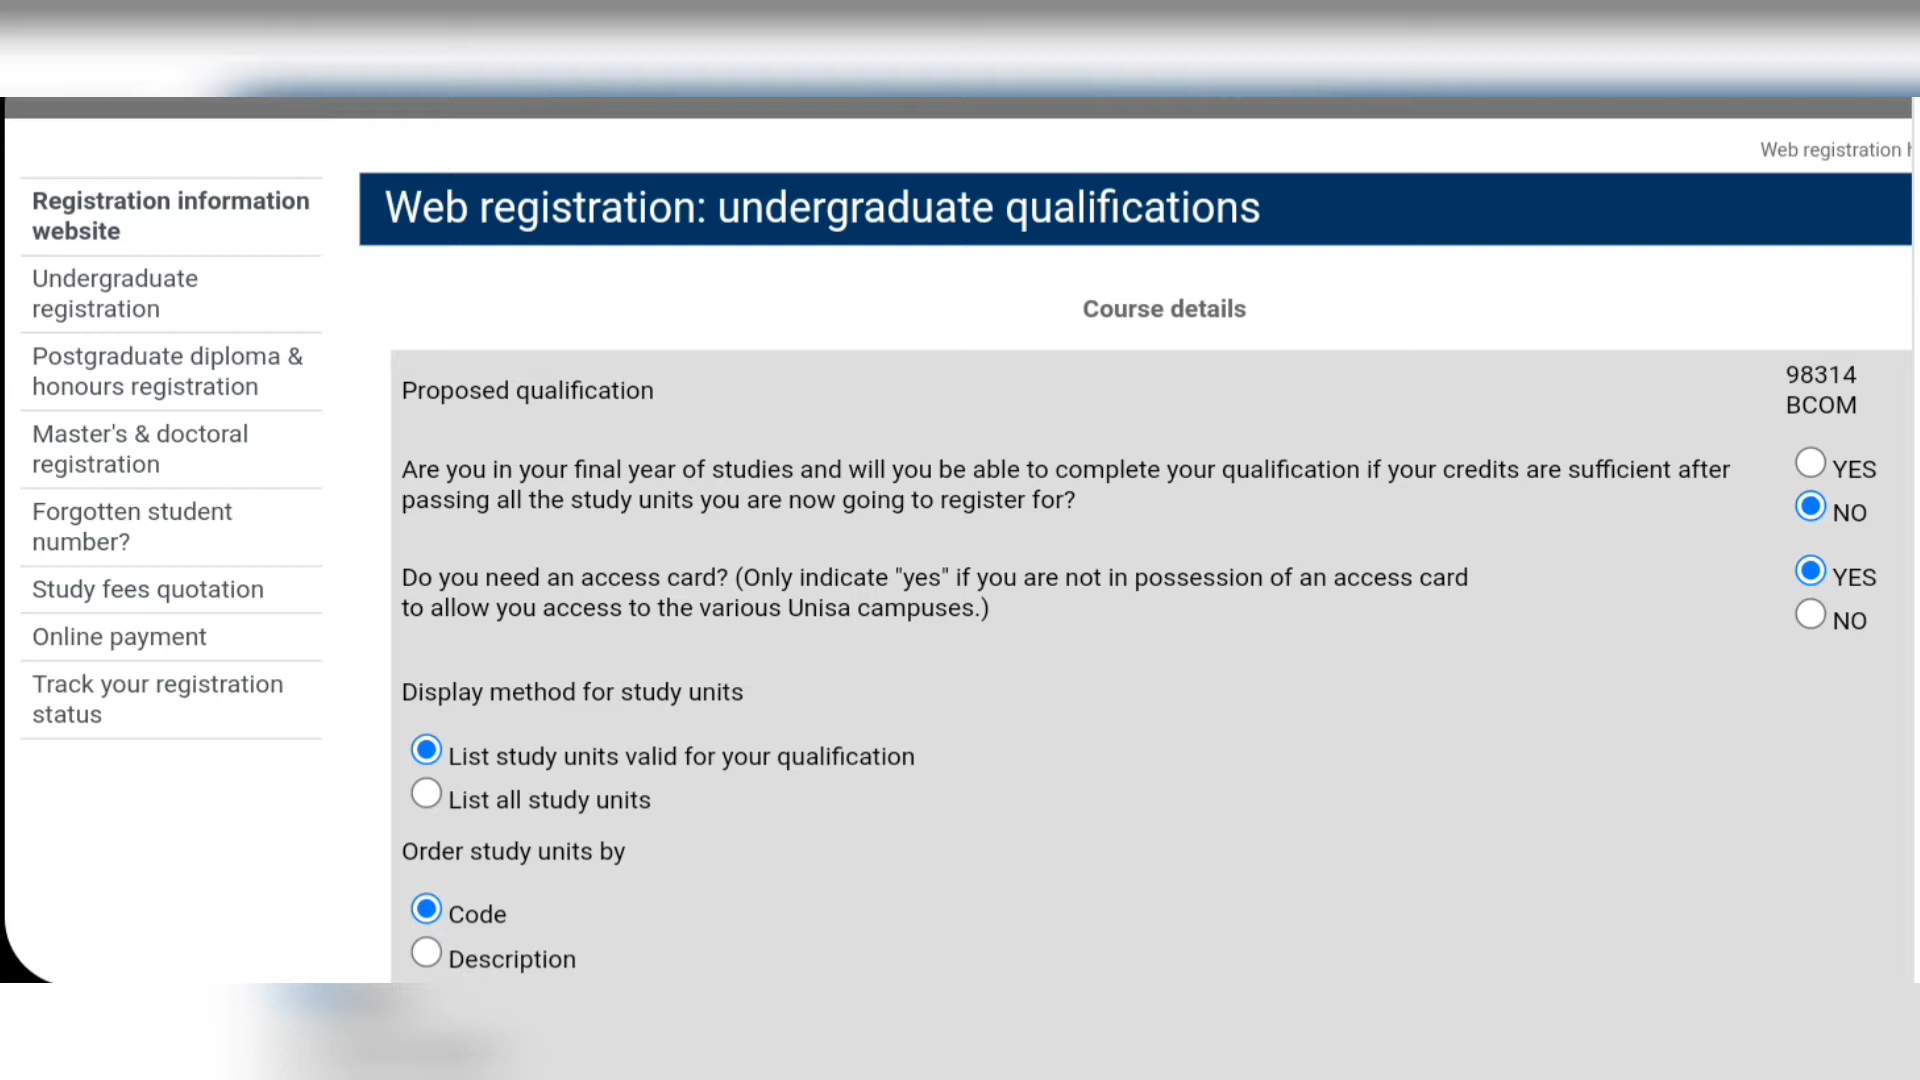 Web registration
Registration information
website
Undergraduate
registration
Postgraduate diploma &
honours registration
Master's & doctoral
registration
Forgotten student
number?
Study fees quotation
Online payment
Track your registration
status
Web registration: undergraduate qualifications
Course details
Proposed qualification
98314
BCOM
Are you in your final year of studies and will you be able to complete your qualification if your credits are sufficient after
passing all the study units you are now going to register for?
YES
NO
Do you need an access card? (Only indicate "yes" if you are not in possession of an access card
to allow you access to the various Unisa campuses.)
YES
NO
Display method for study units
List study units valid for your qualification
List all study units
Order study units by
Code
Description